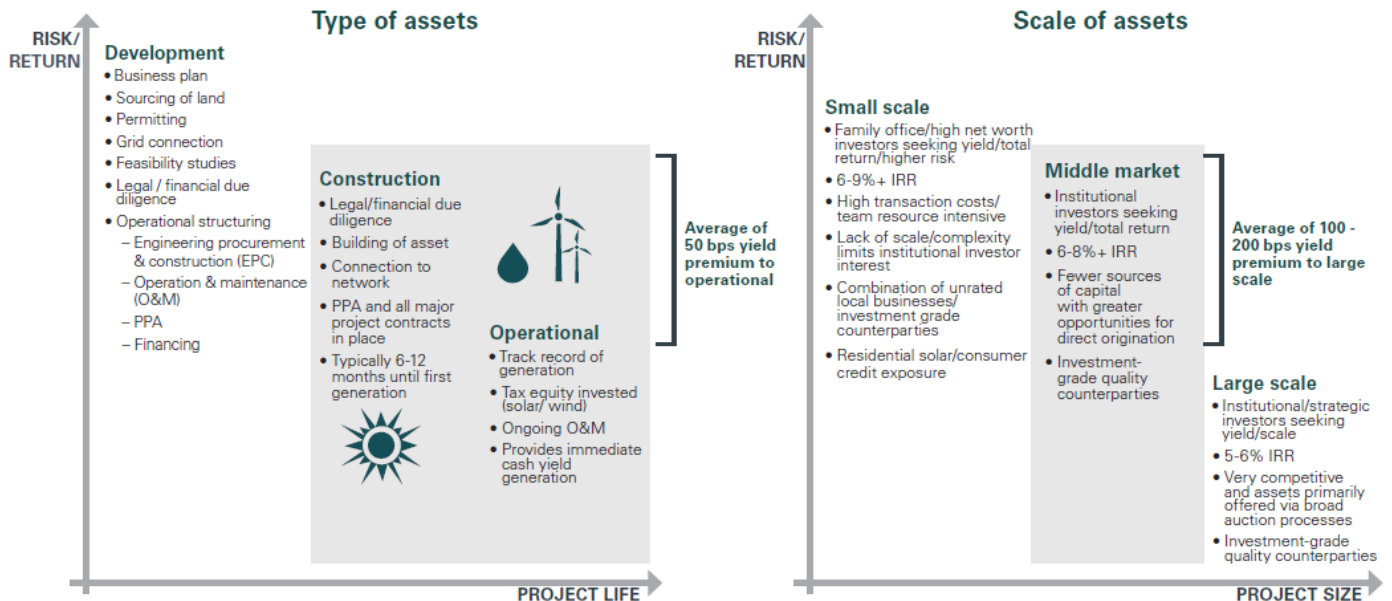 Type of assets
RISK/
RETURN
Development
• Business plan
• Sourcing of land
• Permitting
• Grid connection
• Feasibility studies
• Legal / financial due
diligence
• Operational structuring
– Engineering procurement
& construction (EPC)
– Operation & maintenance
(O&M)
– PPA
– Financing
Construction
• Legal/financial due
diligence
• Building of asset
• Connection to
network
• PPA and all major
project contracts
in place
• Typically 6-12
months until first
generation
Operational
• Track record of
generation
• Tax equity invested
(solar/ wind)
• Ongoing O&M
• Provides immediate
cash yield
generation
Average of
50 bps yield
premium to
operational
PROJECT LIFE
Scale of assets
RISK/
RETURN
Small scale
• Family office/high net worth
investors seeking yield/total
return/higher risk
• 6-9%+ IRR
• High transaction costs/
team resource intensive
• Lack of scale/complexity
limits institutional investor
interest
• Combination of unrated
local businesses/
investment grade
counterparties
• Residential solar/consumer
credit exposure
Middle market
• Institutional
investors seeking
yield/total return
• 6-8%+ IRR
• Fewer sources
of capital
with greater
opportunities for
direct origination
• Investment-
grade quality
counterparties
Average of 100 -
200 bps yield
premium to large
scale
Large scale
• Institutional/strategic
investors seeking
yield/scale
• 5-6% IRR
• Very competitive
and assets primarily
offered via broad
auction processes
• Investment-grade
quality counterparties
PROJECT SIZE